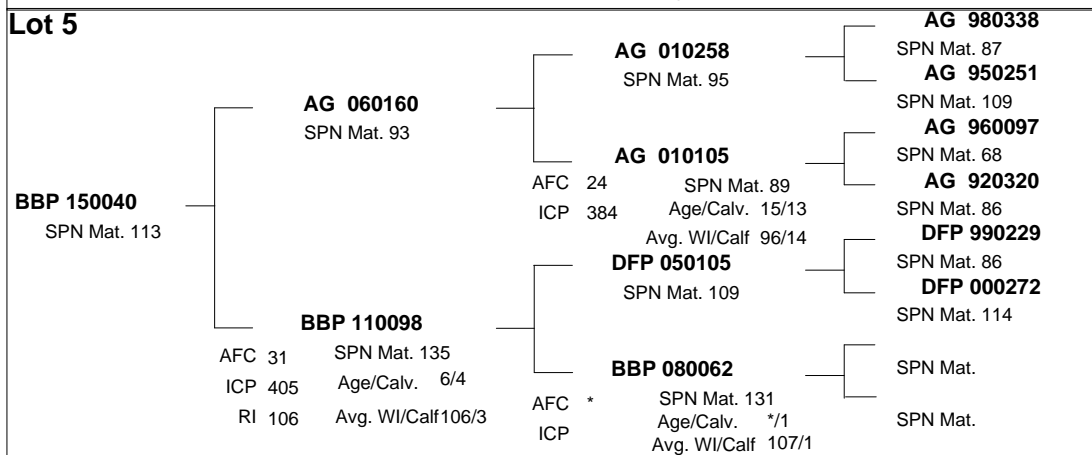 Lot 5
BBP 150040
SPN Mat. 113
AG 060160
SPN Mat. 93
BBP 110098
AFC 31 SPN Mat. 135
ICP 405 Age/Calv. 6/4
RI 106 Avg. WI/Calf 106/3
AG 010258
SPN Mat. 95
AG 010105
AFC 24 SPN Mat. 89
ICP 384 Age/Calv. 15/13
Avg. WI/Calf 96/14
DFP 050105
SPN Mat. 109
BBP 080062
AFC * SPN Mat. 131
ICP Age/Calv. */1
Avg. WI/Calf 107/1
AG 980338
SPN Mat. 87
AG 950251
SPN Mat. 109
AG 960097
SPN Mat. 68
AG 920320
SPN Mat. 86
DFP 990229
SPN Mat. 86
DFP 000272
SPN Mat. 114
SPN Mat.
SPN Mat.